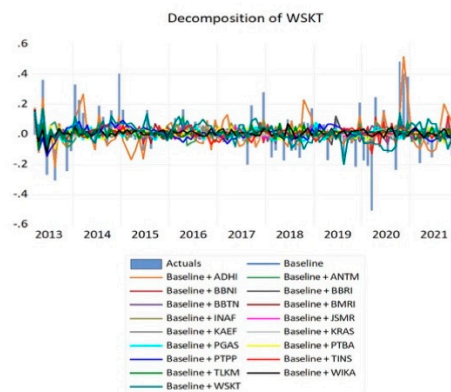 Decomposition of WSKT
.6
.4
.2
.0
-.2
-.4
-.6
2013 2014 2015 2016 2017 2018 2019 2020 2021
Actuals Baseline
Baseline + ADHI Baseline + ANTM
Baseline + BBNI Baseline + BBRI
Baseline + BBTN Baseline + BMRI
Baseline + INAF Baseline + JSMR
Baseline + KAEF Baseline + KRAS
Baseline + PGAS Baseline + PTBA
Baseline + PTPP Baseline + TINS
Baseline + TLKM Baseline + WIKA
Baseline + WSKT